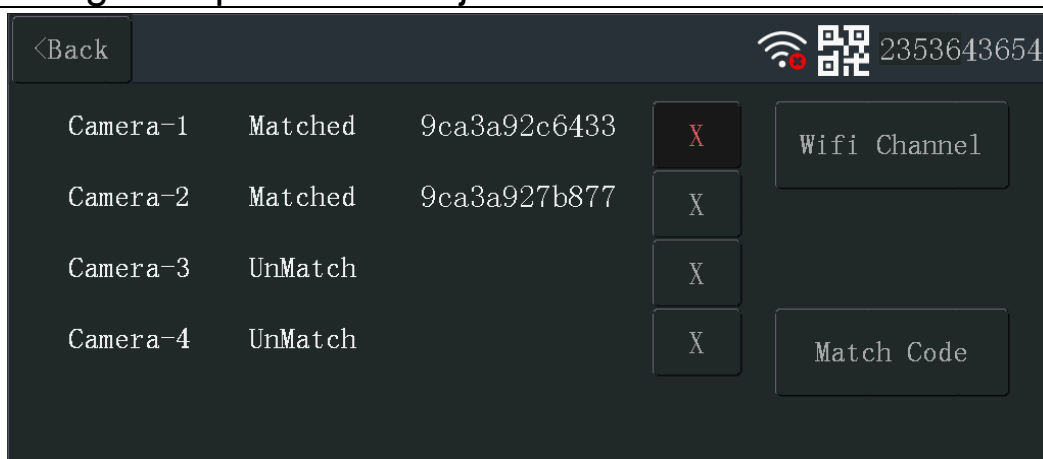 <Back 2353643654
Camera-1 Matched 9ca3a92c6433 X Wifi Channel
Camera-2 Matched 9ca3a927b877 X
Camera-3 UnMatch X
Camera-4 UnMatch X Match Code